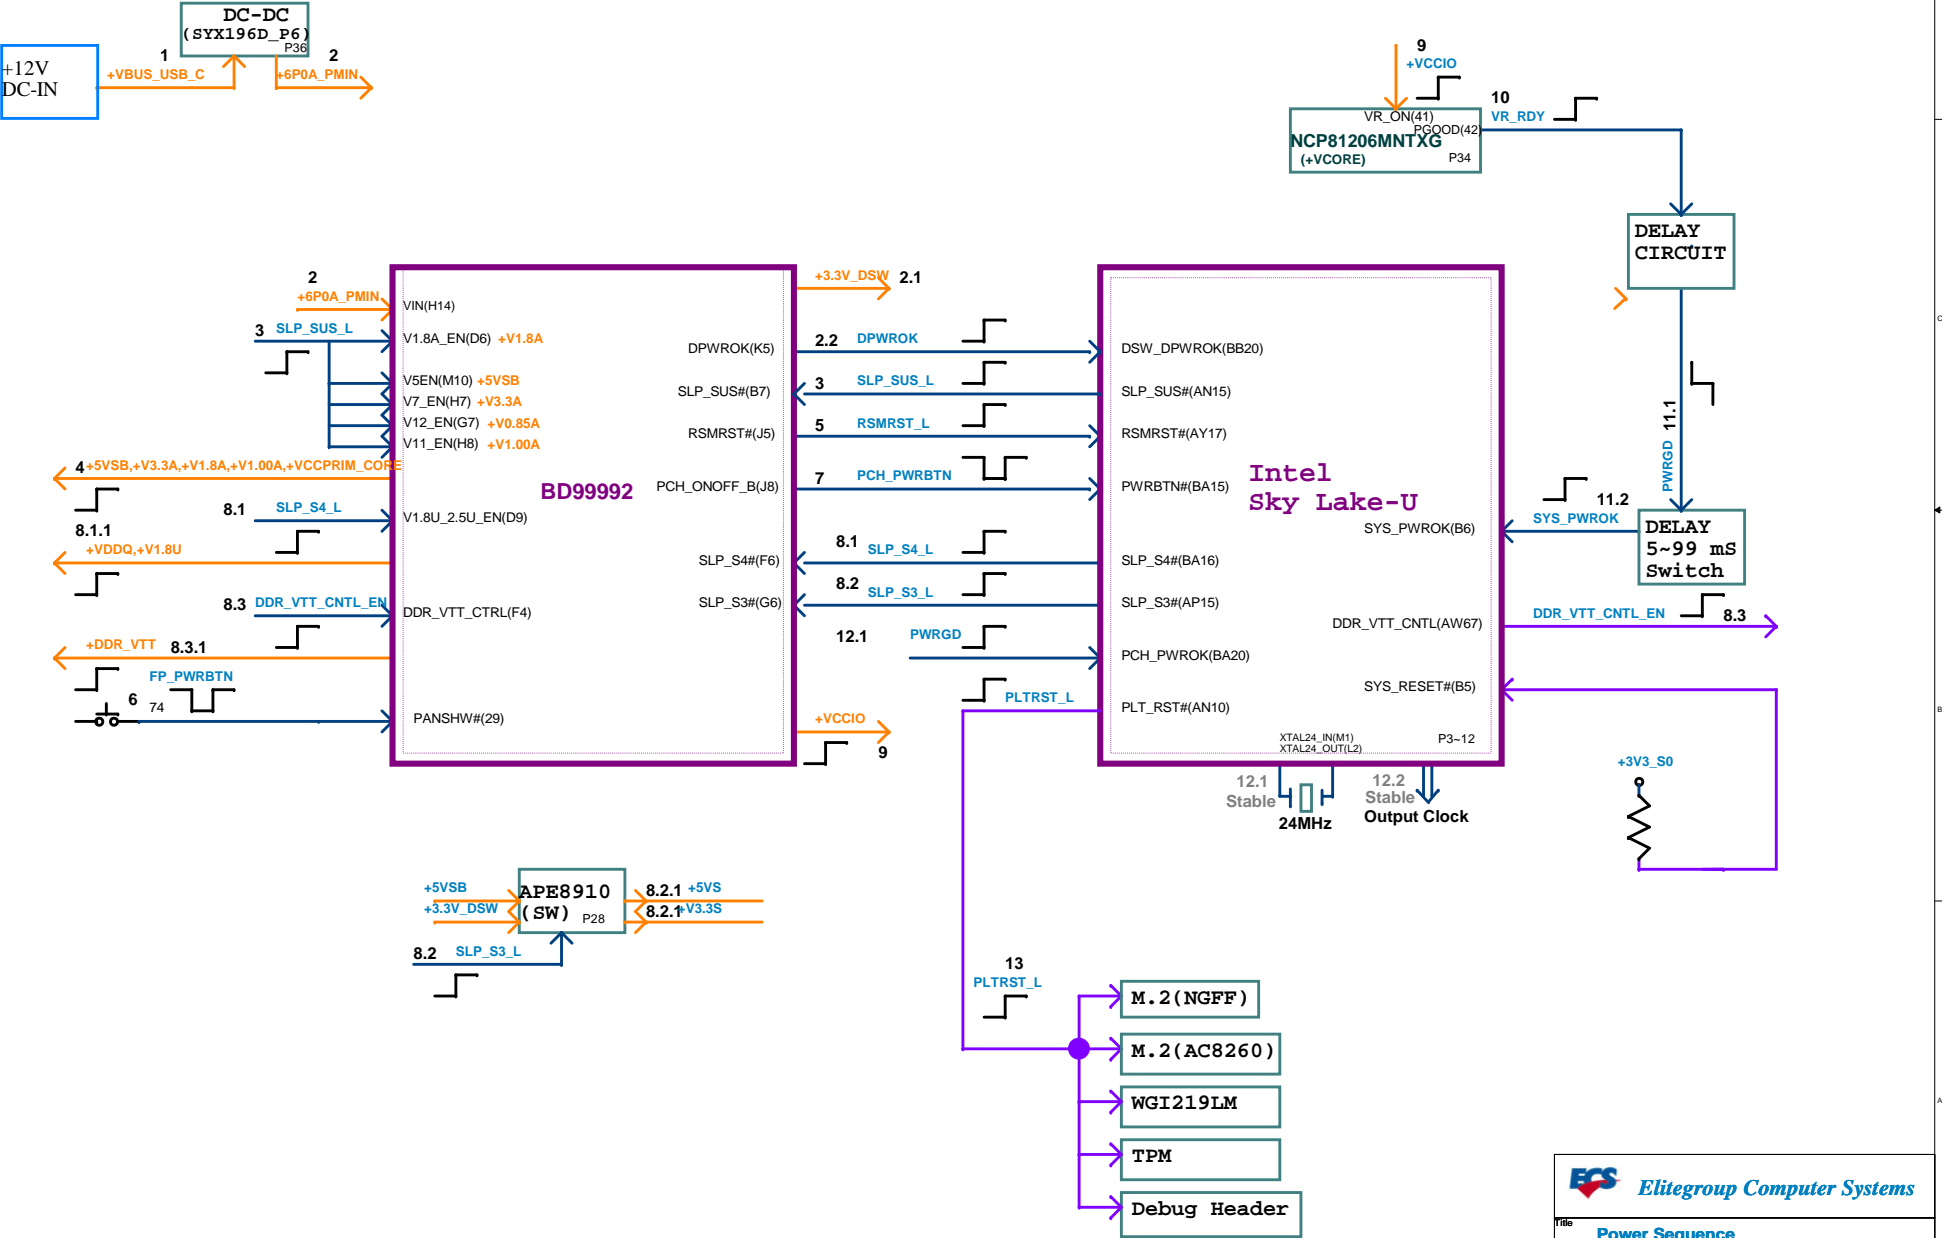 DC-DC
(SYX196D_P6)
P36
+12V
DC-IN
1
+VBUS_USB_C
2
+6P0A_PMIN
9
+VCCIO
10
VR_RDY
VR_ON(41)
PGOOD(42)
NCP81206MNTXG
(+VCORE)
P34
DELAY
CIRCUIT
2
+6P0A_PMIN
VIN(H14)
3 SLP_SUS_L
V1.8A_EN(D6) +V1.8A
V5EN(M10) +5VSB
V7_EN(H7) +V3.3A
V12_EN(G7) +V0.85A
V11_EN(H8) +V1.00A
4 +5VSB,+V3.3A,+V1.8A,+V1.00A,+VCCPRIM_CORE
8.1 SLP_S4_L
V1.8U_2.5U_EN(D9)
8.1.1
+VDDQ,+V1.8U
8.3 DDR_VTT_CNTL_EN
DDR_VTT_CTRL(F4)
+DDR_VTT 8.3.1
FP_PWRBTN
6 74
PANSHW#(29)
BD99992
+3.3V_DSW 2.1
DPWROK(K5)
2.2 DPWROK
DSW_DPWROK(BB20)
SLP_SUS#(B7)
3 SLP_SUS_L
SLP_SUS#(AN15)
RSMRST#(J5)
5 RSMRST_L
RSMRST#(AY17)
PCH_ONOFF_B(J8)
7 PCH_PWRBTN
PWRBTN#(BA15)
SLP_S4#(F6)
8.1 SLP_S4_L
SLP_S4#(BA16)
SLP_S3#(G6)
8.2 SLP_S3_L
SLP_S3#(AP15)
12.1 PWRGD
PCH_PWROK(BA20)
PLTRST_L
PLT_RST#(AN10)
+VCCIO
9
Intel
Sky Lake-U
SYS_PWROK(B6)
DDR_VTT_CNTL(AW67)
SYS_RESET#(B5)
XTAL24_IN(M1)
XTAL24_OUT(L2)
P3~12
11.1
PWRGD
11.2
SYS_PWROK
DELAY
5~99 mS
Switch
DDR_VTT_CNTL_EN 8.3
+3V3_S0
12.1
Stable
24MHz
12.2
Stable
Output Clock
+5VSB
+3.3V_DSW
APE8910
(SW) P28
8.2.1 +5VS
8.2.1 +V3.3S
8.2 SLP_S3_L
13
PLTRST_L
M.2(NGFF)
M.2(AC8260)
WGI219LM
TPM
Debug Header
C
B
A
ECS Elitegroup Computer Systems
Title
Power Sequence